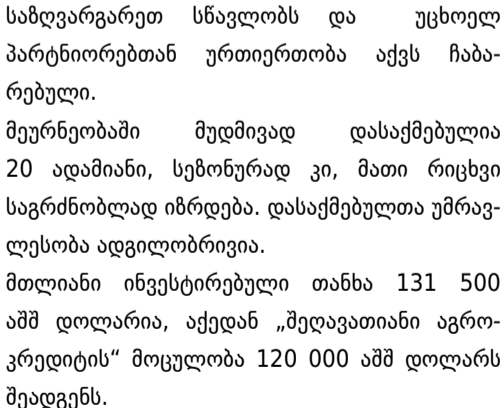 საზღვარგარეთ სწავლობს და უცხოელ
პარტნიორებთან ურთიერთობა აქვს ჩაბა-
რებული.
მეურნეობაში მუდმივად დასაქმებულია
20 ადამიანი, სეზონურად კი, მათი რიცხვი
საგრძნობლად იზრდება. დასაქმებულთა უმრავ-
ლესობა ადგილობრივია.
მთლიანი ინვესტირებული თანხა 131 500
აშშ დოლარია, აქედან „შეღავათიანი აგრო-
კრედიტის“ მოცულობა 120 000 აშშ დოლარს
შეადგენს.